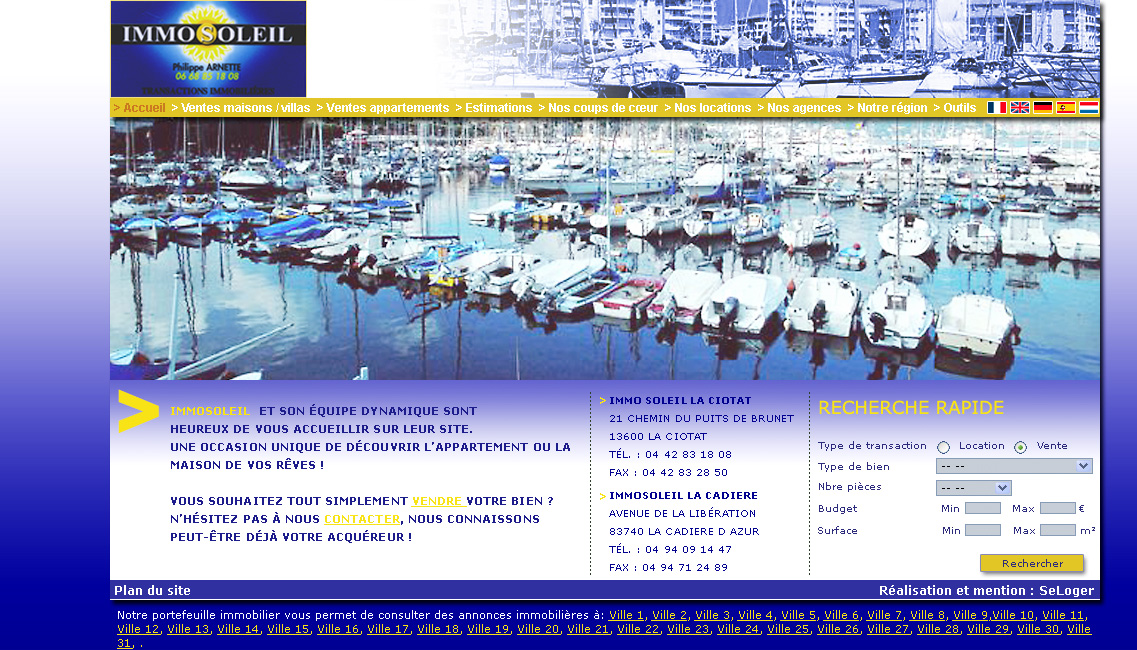 IMMOSOLEIL
Philippe ARNETTE
06 68 85 18 08
TRANSACTIONS IMMOBILIÈRES
> Accueil > Ventes maisons / villas > Ventes appartements > Estimations > Nos coups de cœur > Nos locations > Nos agences > Notre région > Outils
> IMMOSOLEIL ET SON ÉQUIPE DYNAMIQUE SONT
HEUREUX DE VOUS ACCUEILLIR SUR LEUR SITE.
UNE OCCASION UNIQUE DE DÉCOUVRIR L'APPARTEMENT OU LA
MAISON DE VOS RÊVES !
VOUS SOUHAITEZ TOUT SIMPLEMENT VENDRE VOTRE BIEN ?
N'HÉSITEZ PAS À NOUS CONTACTER, NOUS CONNAISSONS
PEUT-ÊTRE DÉJÀ VOTRE ACQUÉREUR !
> IMMO SOLEIL LA CIOTAT
21 CHEMIN DU PUITS DE BRUNET
13600 LA CIOTAT
TÉL. : 04 42 83 18 08
FAX : 04 42 83 28 50
> IMMOSOLEIL LA CADIERE
AVENUE DE LA LIBÉRATION
83740 LA CADIERE D AZUR
TÉL. : 04 94 09 14 47
FAX : 04 94 71 24 89
RECHERCHE RAPIDE
Type de transaction Location Vente
Type de bien -- --
Nbre pièces -- --
Budget Min Max €
Surface Min Max m²
Rechercher
Plan du site Réalisation et mention : SeLoger
Notre portefeuille immobilier vous permet de consulter des annonces immobilières à: Ville 1, Ville 2, Ville 3, Ville 4, Ville 5, Ville 6, Ville 7, Ville 8, Ville 9,Ville 10, Ville 11,
Ville 12, Ville 13, Ville 14, Ville 15, Ville 16, Ville 17, Ville 18, Ville 19, Ville 20, Ville 21, Ville 22, Ville 23, Ville 24, Ville 25, Ville 26, Ville 27, Ville 28, Ville 29, Ville 30, Ville
31, .